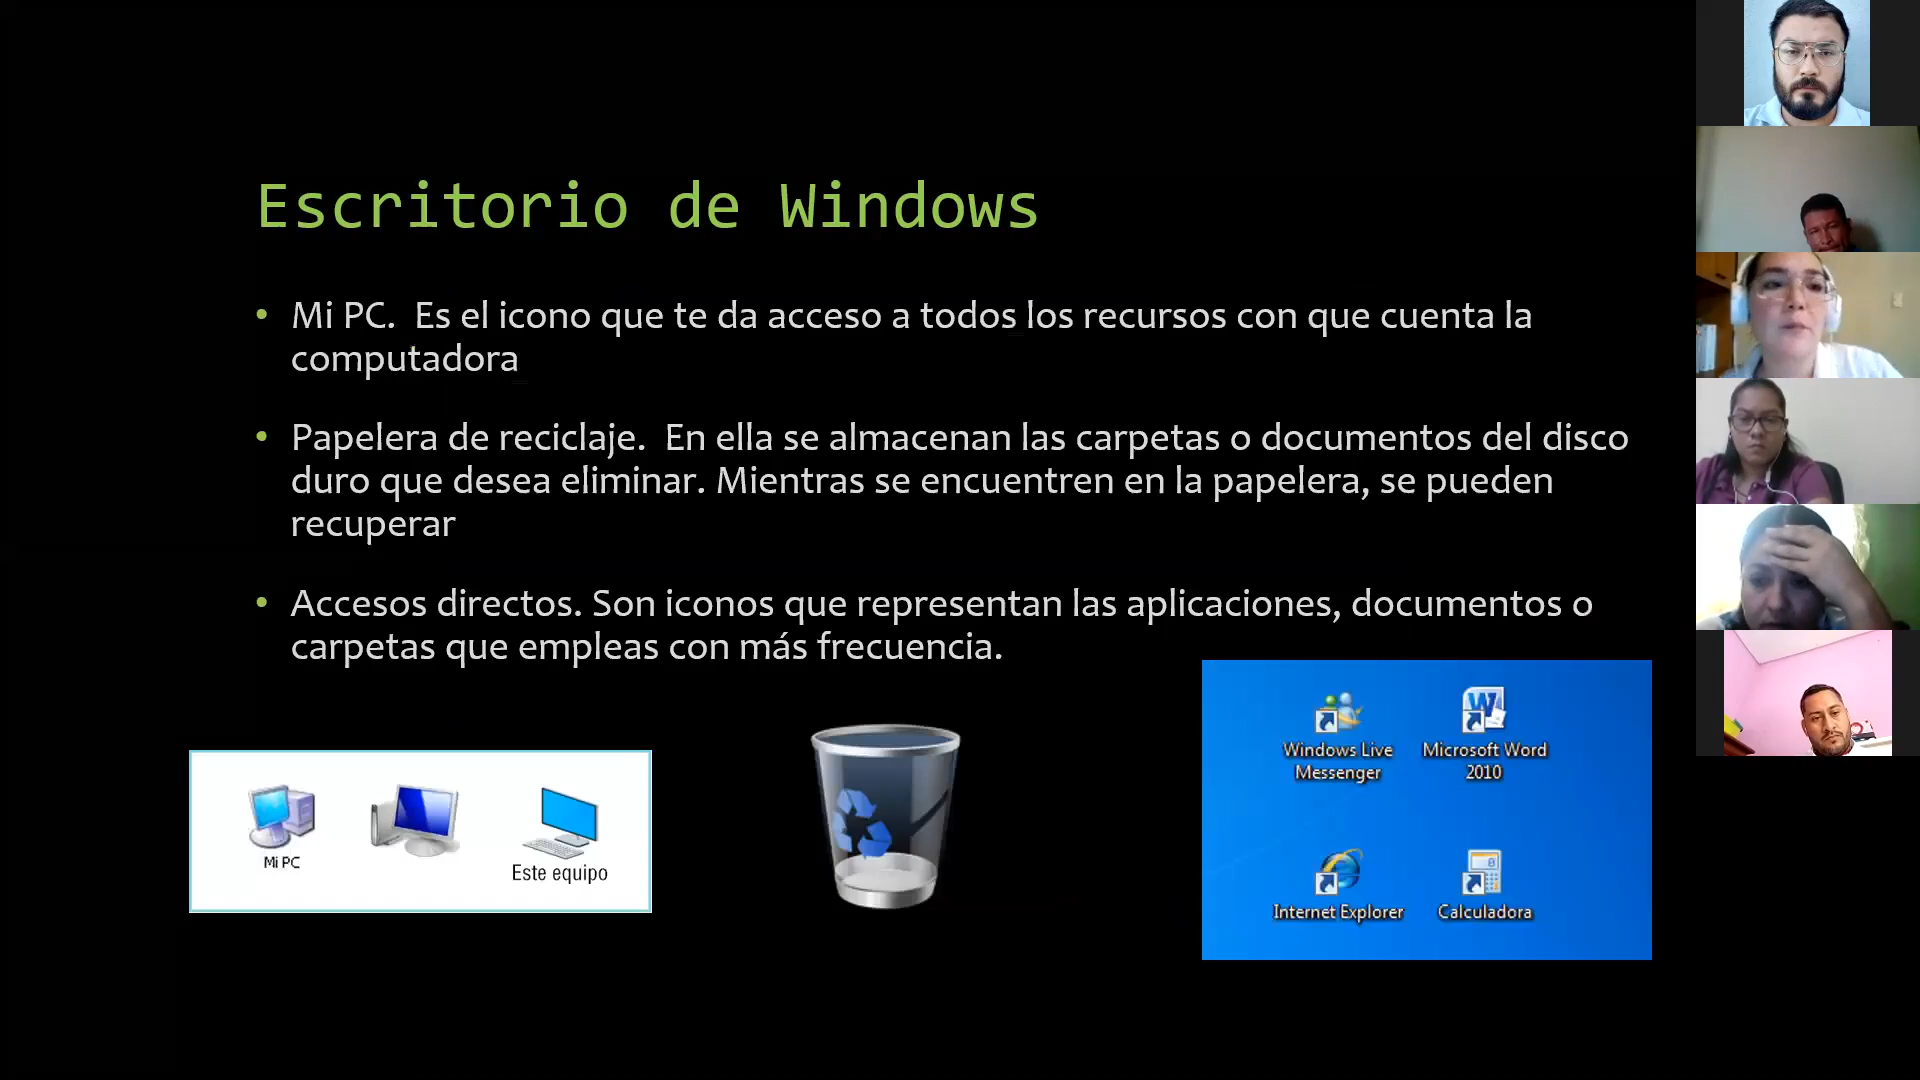 Escritorio de Windows
• Mi PC.  Es el icono que te da acceso a todos los recursos con que cuenta la
computadora
• Papelera de reciclaje.  En ella se almacenan las carpetas o documentos del disco
duro que desea eliminar. Mientras se encuentren en la papelera, se pueden
recuperar
• Accesos directos. Son iconos que representan las aplicaciones, documentos o
carpetas que empleas con más frecuencia.
Mi PC
Este equipo
Windows Live
Messenger
Microsoft Word
2010
Internet Explorer
Calculadora